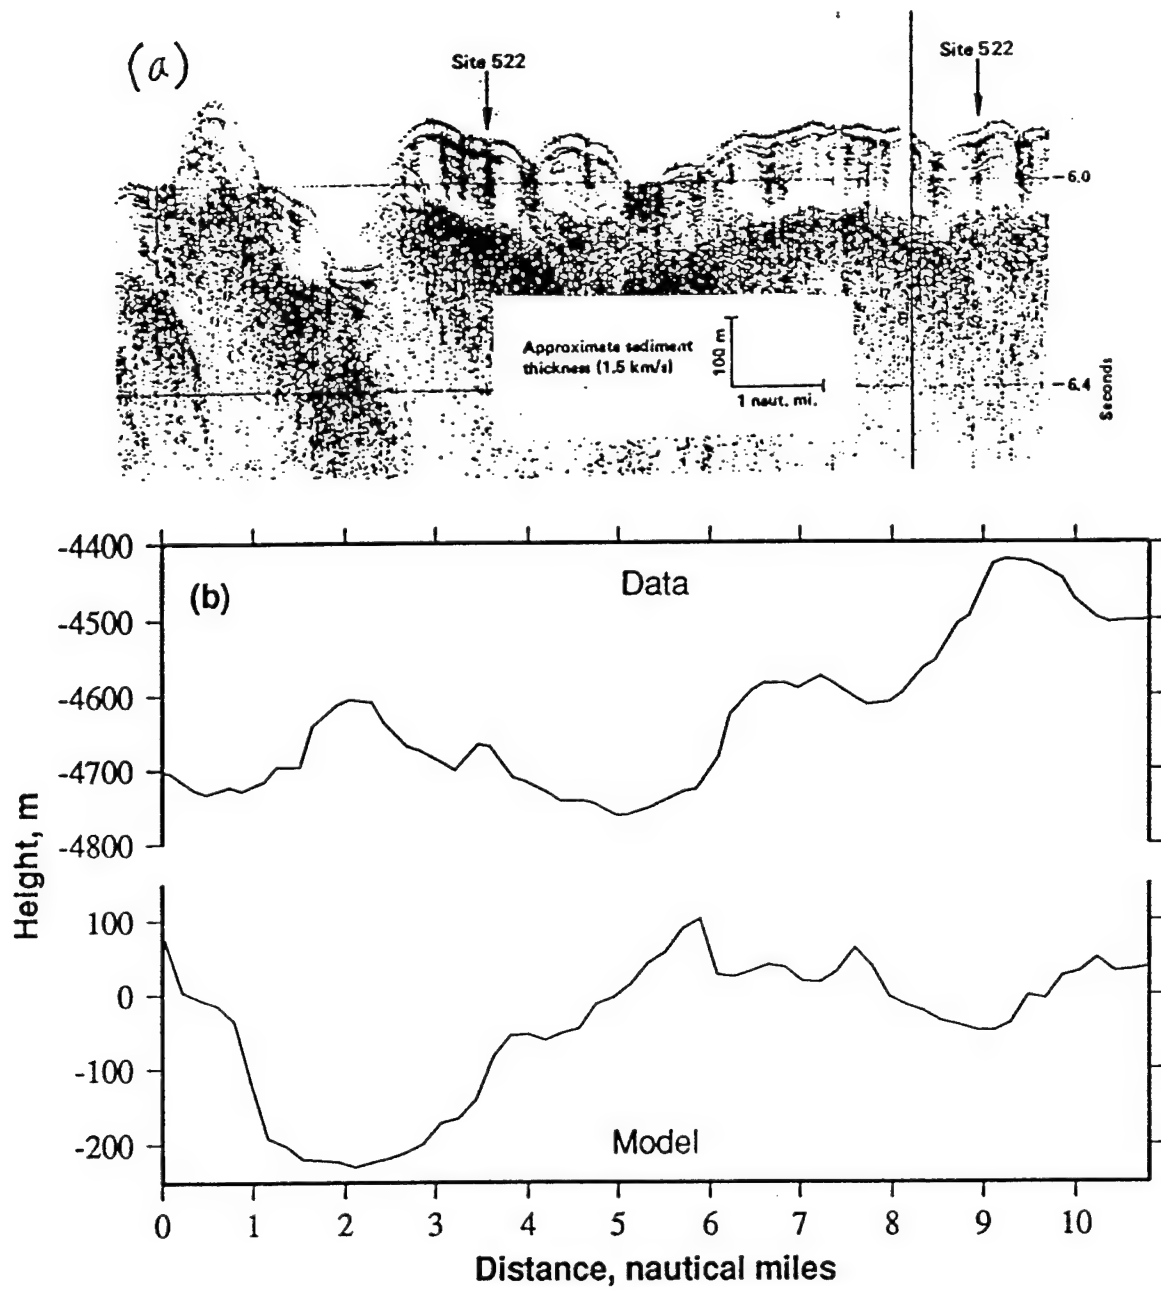 (a)
Site 522
Site 522
6.0
Approximate sediment
thickness (1.5 km/s)
100 m
1 naut. mi.
6.4
Seconds
(b)
Data
-4400
-4500
-4600
-4700
-4800
Height, m
100
0
-100
-200
Model
0 1 2 3 4 5 6 7 8 9 10
Distance, nautical miles